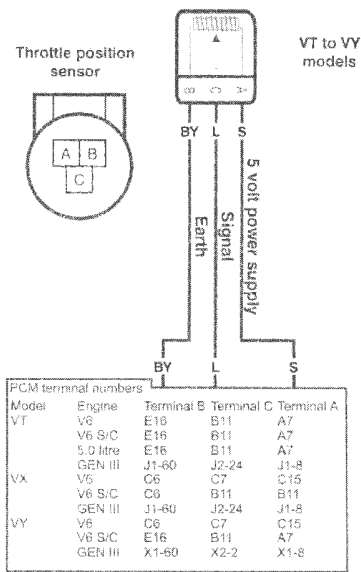 Throttle position
sensor
VT to VY
models
A B
C
B C A
BY L S
Earth
Signal
5 volt power supply
BY L S
PCM terminal numbers
Model Engine Terminal B Terminal C Terminal A
VT V6 E16 B11 A7
V6 S/C E16 B11 A7
5.0 litre E16 B11 A7
GEN III J1-60 J2-24 J1-8
VX V6 C6 C7 C15
V6 S/C C6 B11 B11
GEN III J1-60 J2-24 J1-8
VY V6 C6 C7 C15
V6 S/C E16 B11 A7
GEN III X1-60 X2-2 X1-8